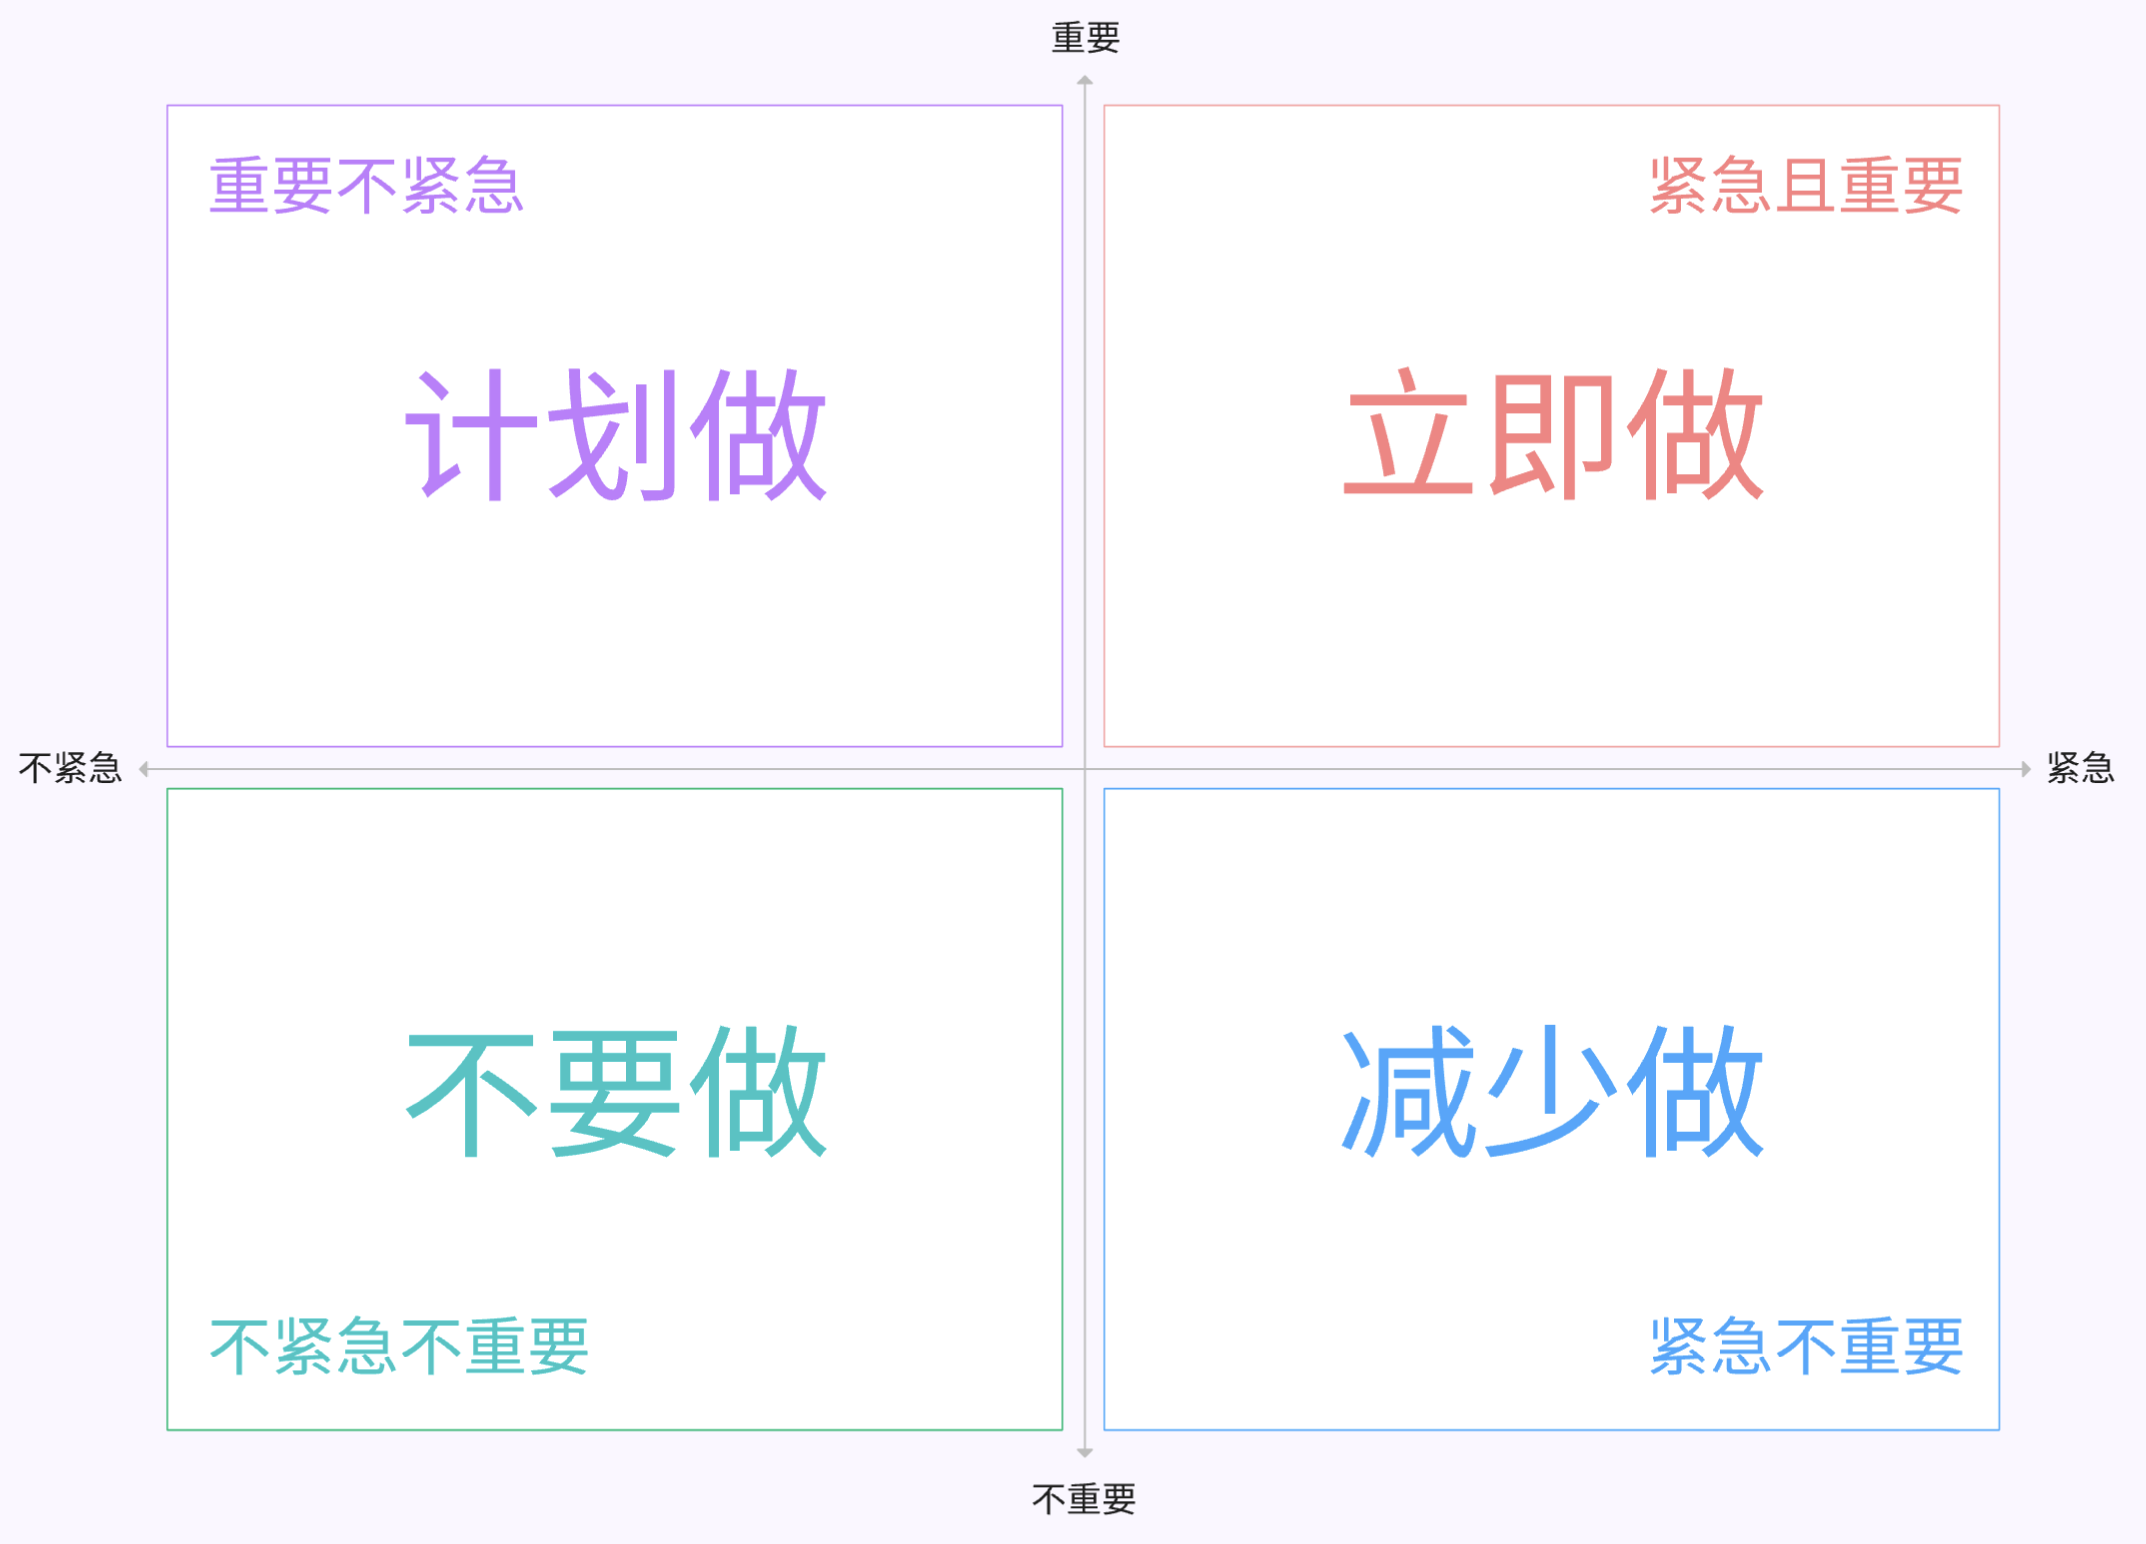 重要
重要不紧急
紧急且重要
计划做
立即做
不紧急
紧急
不要做
减少做
不紧急不重要
紧急不重要
不重要